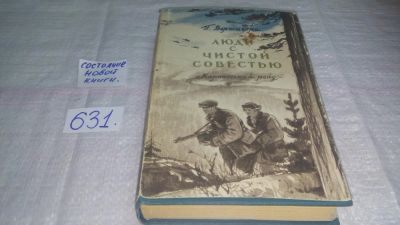 состояние
новой
книги.
631.
П. Вершигора
ЛЮДИ
С
ЧИСТОЙ
СОВЕСТЬЮ
Карпатский рейд